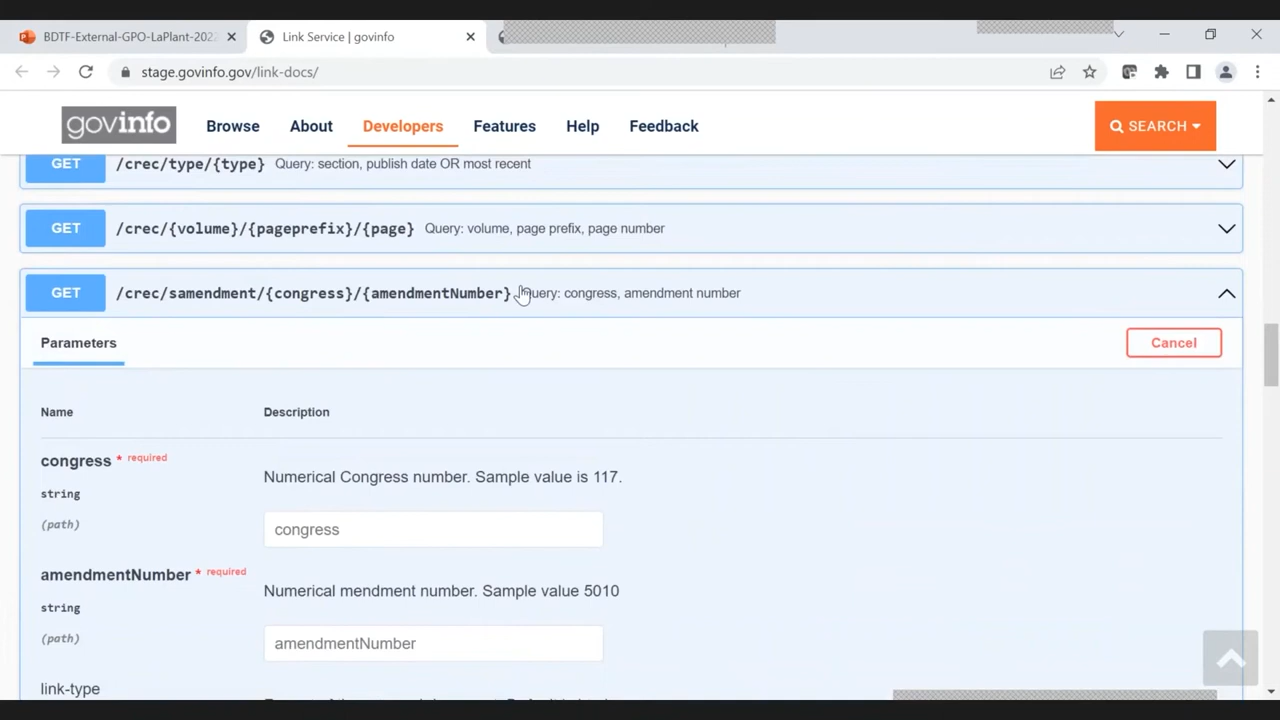 BDTF-External-GPO-LaPlant-202
Link Service | govinfo
stage.govinfo.gov/link-docs/
govinfo
Browse
About
Developers
Features
Help
Feedback
SEARCH
GET /crec/type/{type} Query: section, publish date OR most recent
GET /crec/{volume}/{pageprefix}/{page} Query: volume, page prefix, page number
GET /crec/samendment/{congress}/{amendmentNumber} Query: congress, amendment number
Parameters
Cancel
Name
Description
congress * required
Numerical Congress number. Sample value is 117.
string
(path)
congress
amendmentNumber * required
Numerical mendment number. Sample value 5010
string
(path)
amendmentNumber
link-type